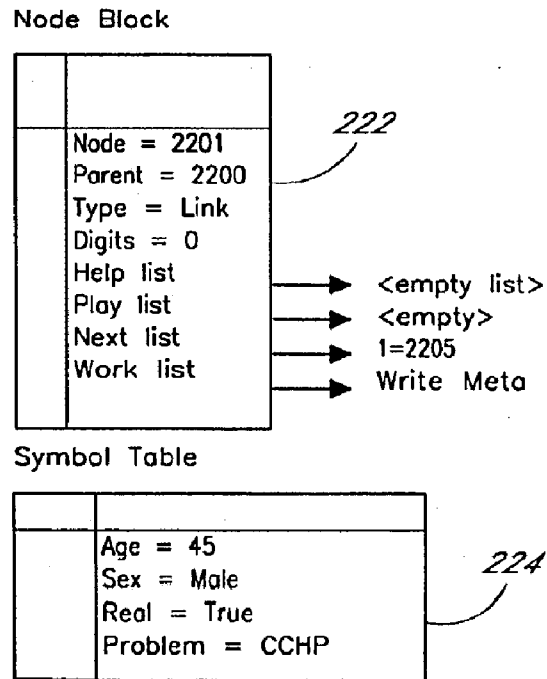 Node Block
222
Node = 2201
Parent = 2200
Type = Link
Digits = 0
Help list <empty list>
Play list <empty>
Next list 1=2205
Work list Write Meta
Symbol Table
Age = 45
Sex = Male
Real = True
Problem = CCHP
224